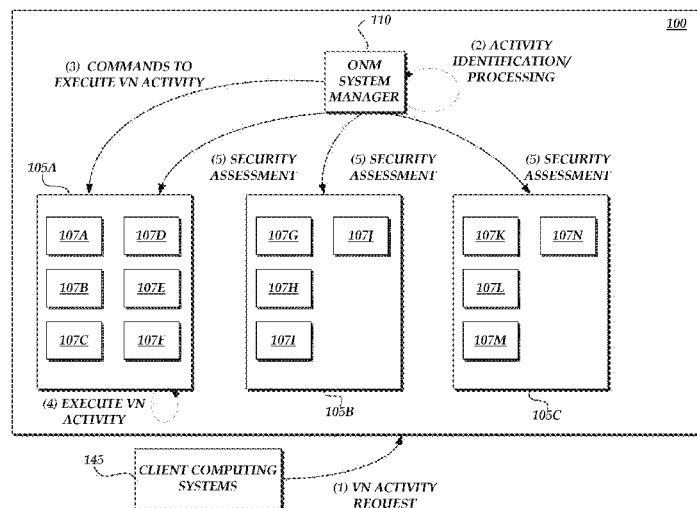 100
110
(3) COMMANDS TO
EXECUTE VN ACTIVITY
ONM
SYSTEM
MANAGER
(2) ACTIVITY
IDENTIFICATION/
PROCESSING
(5) SECURITY
ASSESSMENT
(5) SECURITY
ASSESSMENT
(5) SECURITY
ASSESSMENT
105A
107A
107D
107G
107J
107K
107N
107B
107E
107H
107L
107C
107F
107I
107M
(4) EXECUTE VN
ACTIVITY
105B
105C
145
CLIENT COMPUTING
SYSTEMS
(1) VN ACTIVITY
REQUEST